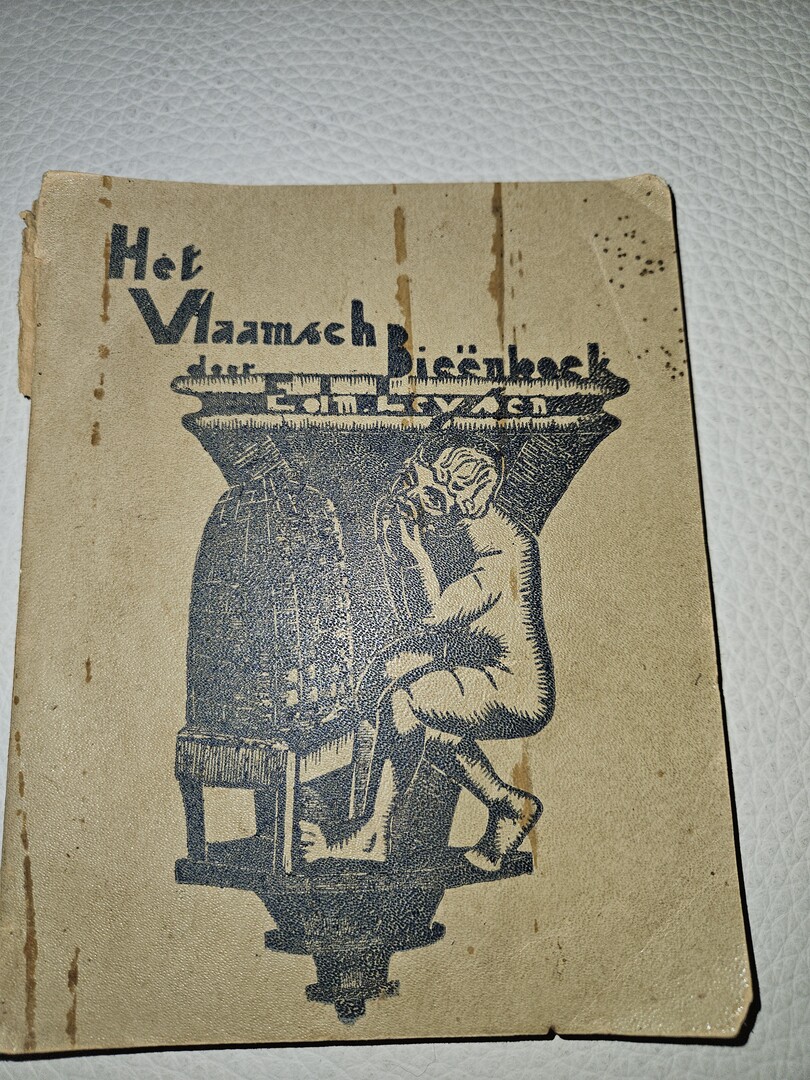 Het
Vlaamsch
Bieënboek
door
Edm. Leysen